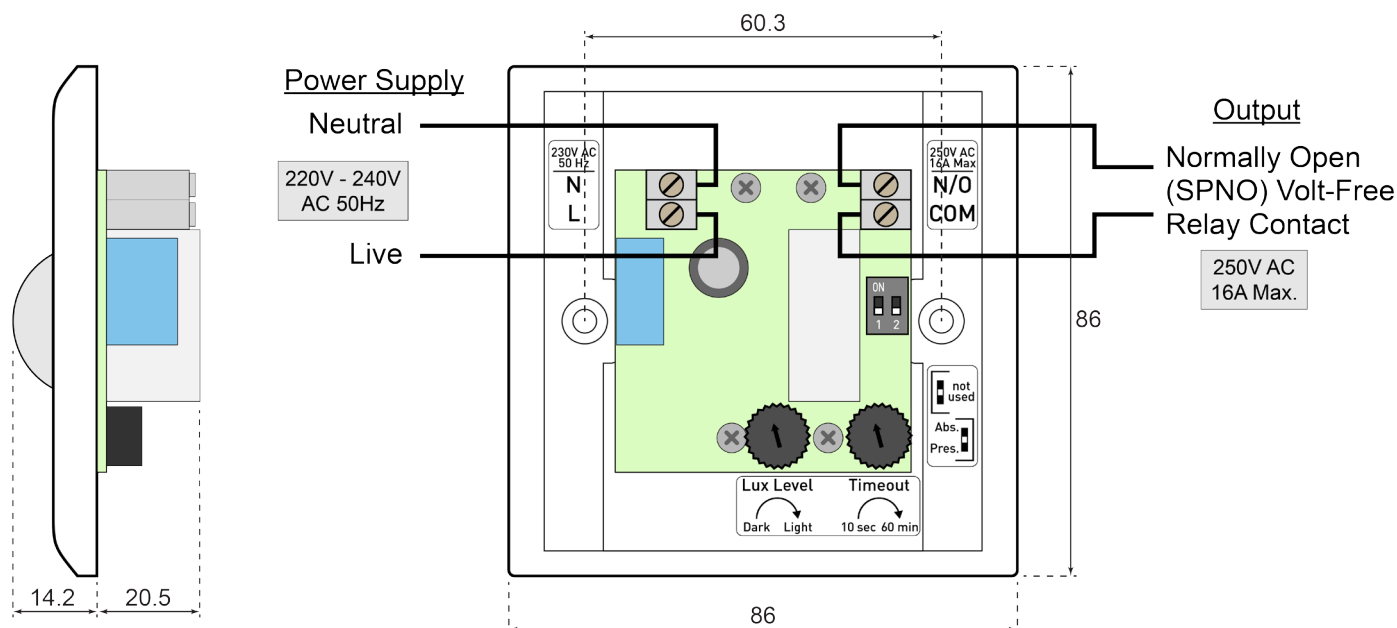 60.3
Power Supply
Neutral
220V - 240V
AC 50Hz
Live
230V AC
50 Hz
N
L
250V AC
16A Max
N/O
COM
Output
Normally Open
(SPNO) Volt-Free
Relay Contact
250V AC
16A Max.
ON
1 2
86
not
used
Abs.
Pres.
Lux Level
Dark Light
Timeout
10 sec 60 min
14.2
20.5
86